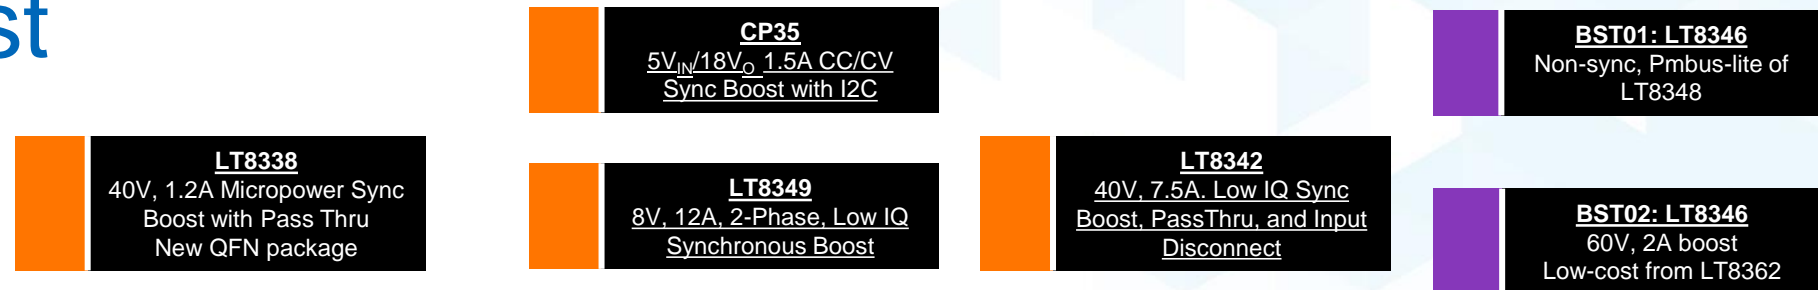 st
CP35
5VIN/18VO 1.5A CC/CV
Sync Boost with I2C
BST01: LT8346
Non-sync, Pmbus-lite of
LT8348
LT8338
40V, 1.2A Micropower Sync
Boost with Pass Thru
New QFN package
LT8349
8V, 12A, 2-Phase, Low IQ
Synchronous Boost
LT8342
40V, 7.5A. Low IQ Sync
Boost, PassThru, and Input
Disconnect
BST02: LT8346
60V, 2A boost
Low-cost from LT8362